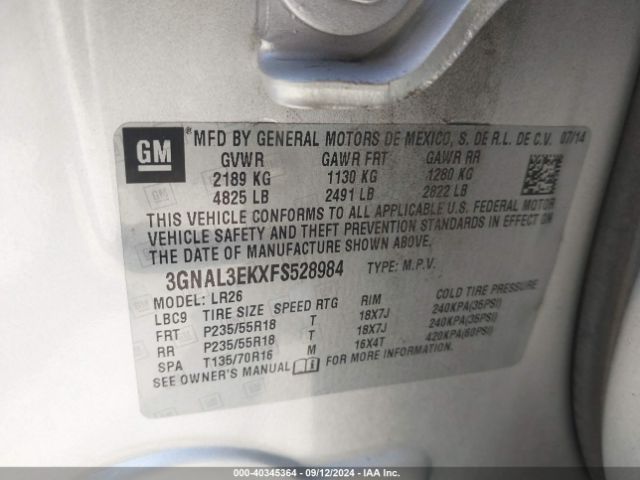 GM ® MFD BY GENERAL MOTORS DE MEXICO, S. DE R.L. DE C.V. 07/14
GVWR GAWR FRT GAWR RR
2189 KG 1130 KG 1280 KG
4825 LB 2491 LB 2822 LB
THIS VEHICLE CONFORMS TO ALL APPLICABLE U.S. FEDERAL MOTOR
VEHICLE SAFETY AND THEFT PREVENTION STANDARDS IN EFFECT ON
THE DATE OF MANUFACTURE SHOWN ABOVE.
3GNAL3EKXFS528984 TYPE: M.P.V.
MODEL: LR26
LBC9 TIRE SIZE SPEED RTG RIM COLD TIRE PRESSURE
FRT P235/55R18 T 18X7J 240KPA(35PSI)
RR P235/55R18 T 18X7J 240KPA(35PSI)
SPA T135/70R16 M 16X4T 420KPA(60PSI)
SEE OWNER'S MANUAL FOR MORE INFORMATION.
000-40345364 - 09/12/2024 - IAA Inc.